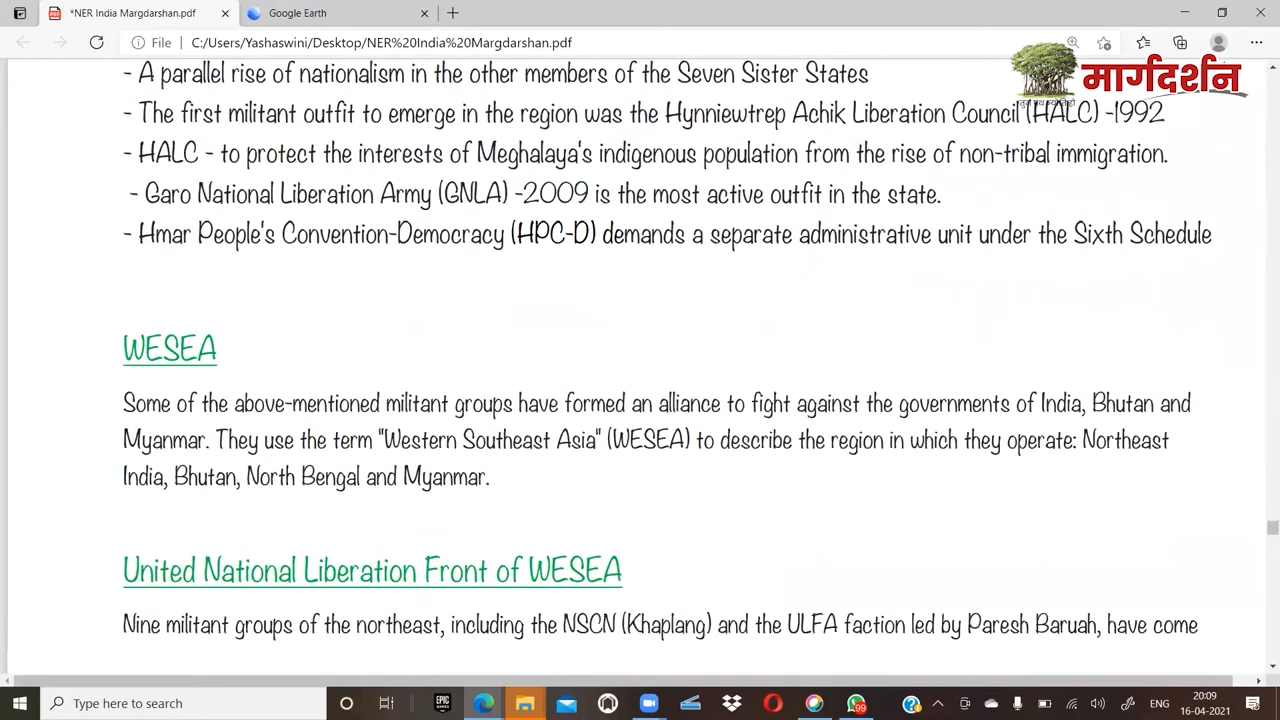 *NER India Margdarshan.pdf
Google Earth
File
C:/Users/Yashaswini/Desktop/NER%20India%20Margdarshan.pdf
मार्गदर्शन
- A parallel rise of nationalism in the other members of the Seven Sister States
- The first militant outfit to emerge in the region was the Hynniewtrep Achik Liberation Council (HALC) -1992
- HALC - to protect the interests of Meghalaya's indigenous population from the rise of non-tribal immigration.
- Garo National Liberation Army (GNLA) -2009 is the most active outfit in the state.
- Hmar People's Convention-Democracy (HPC-D) demands a separate administrative unit under the Sixth Schedule
WESEA
Some of the above-mentioned militant groups have formed an alliance to fight against the governments of India, Bhutan and
Myanmar. They use the term "Western Southeast Asia" (WESEA) to describe the region in which they operate: Northeast
India, Bhutan, North Bengal and Myanmar.
United National Liberation Front of WESEA
Nine militant groups of the northeast, including the NSCN (Khaplang) and the ULFA faction led by Paresh Baruah, have come
Type here to search
EPIC
99
ENG
20:09
16-04-2021